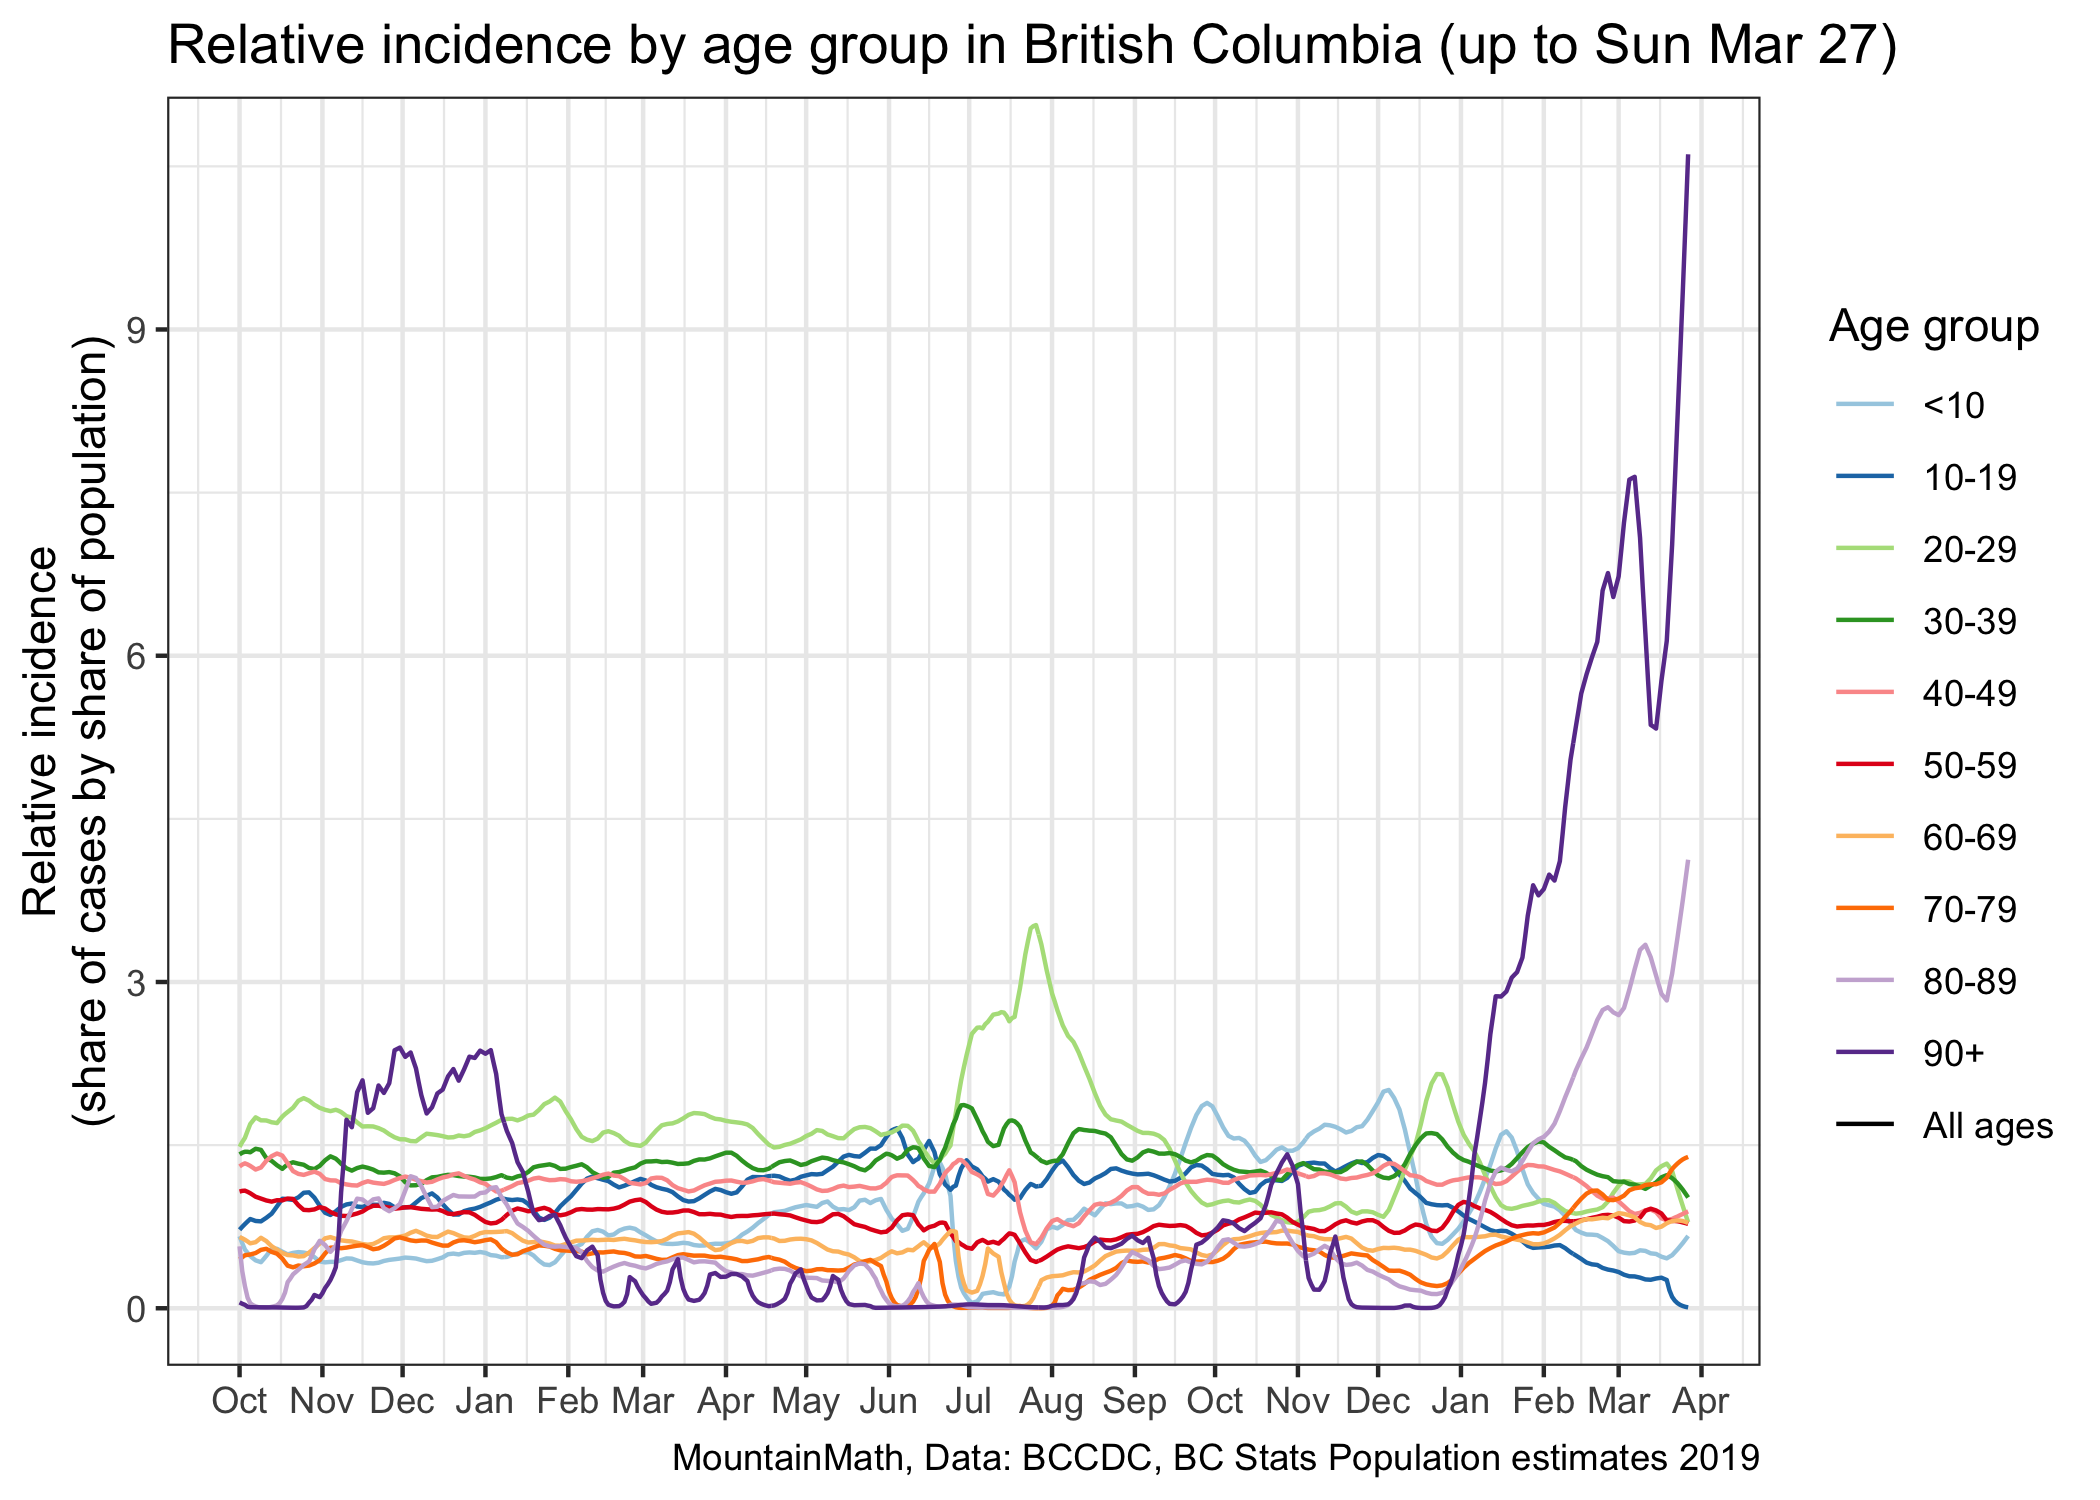 Relative incidence by age group in British Columbia (up to Sun Mar 27)
Relative incidence
(share of cases by share of population)
9
6
3
0
Oct Nov Dec Jan Feb Mar Apr May Jun Jul Aug Sep Oct Nov Dec Jan Feb Mar Apr
Age group
<10
10-19
20-29
30-39
40-49
50-59
60-69
70-79
80-89
90+
All ages
MountainMath, Data: BCCDC, BC Stats Population estimates 2019